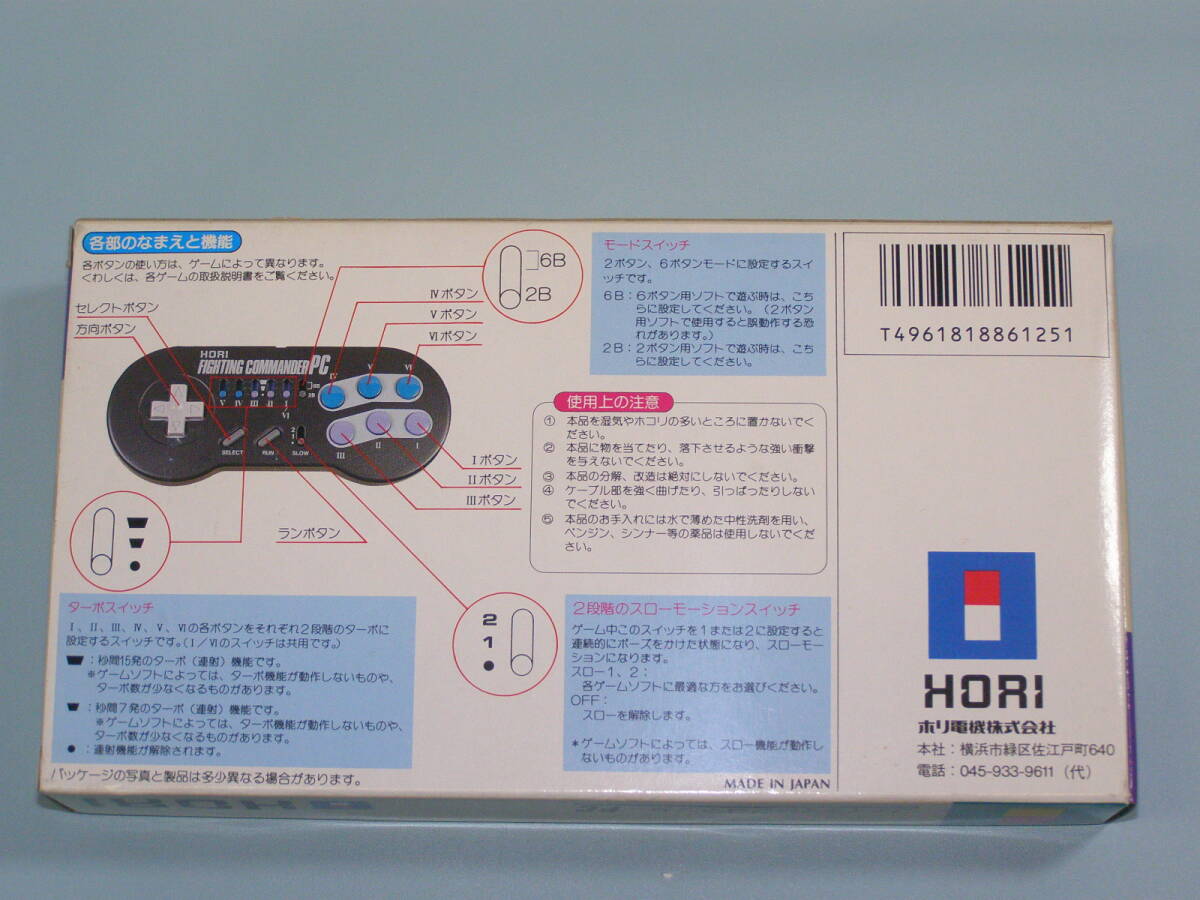 各部のなまえと機能
各ボタンの使い方は、ゲームによって異なります。
くわしくは、各ゲームの取扱説明書をご覧ください。
セレクトボタン
方向ボタン
6B
2B
Ⅳボタン
Ⅴボタン
Ⅵボタン
HORI
FIGHTING COMMANDER PC
Ⅳ
Ⅴ
Ⅵ
Ⅴ Ⅳ Ⅲ Ⅱ Ⅰ
Ⅵ
2
1
SELECT
RUN
SLOW
Ⅲ
Ⅱ
Ⅰ
Ⅰボタン
Ⅱボタン
Ⅲボタン
ランボタン
モードスイッチ
2ボタン、6ボタンモードに設定するスイ
ッチです。
6B:6ボタン用ソフトで遊ぶ時は、こち
らに設定してください。(2ボタン
用ソフトで使用すると誤動作する恐
れがあります。)
2B:2ボタン用ソフトで遊ぶ時は、こち
らに設定してください。
使用上の注意
① 本品を湿気やホコリの多いところに置かないでく
ださい。
② 本品に物を当てたり、落下させるような強い衝撃
を与えないでください。
③ 本品の分解、改造は絶対にしないでください。
④ ケーブル部を強く曲げたり、引っぱったりしない
でください。
⑤ 本品のお手入れには水で薄めた中性洗剤を用い、
ベンジン、シンナー等の薬品は使用しないでくだ
さい。
ターボスイッチ
Ⅰ、Ⅱ、Ⅲ、Ⅳ、Ⅴ、Ⅵの各ボタンをそれぞれ2段階のターボに
設定するスイッチです。(Ⅰ/Ⅵのスイッチは共用です。)
:秒間15発のターボ(連射)機能です。
※ゲームソフトによっては、ターボ機能が動作しないものや、
ターボ数が少なくなるものがあります。
:秒間7発のターボ(連射)機能です。
※ゲームソフトによっては、ターボ機能が動作しないものや、
ターボ数が少なくなるものがあります。
●:連射機能が解除されます。
パッケージの写真と製品は多少異なる場合があります。
2
1
●
2段階のスローモーションスイッチ
ゲーム中このスイッチを1または2に設定すると
連続的にポーズをかけた状態になり、スローモー
ションになります。
スロー1、2:
各ゲームソフトに最適な方をお選びください。
OFF:
スローを解除します。
*ゲームソフトによっては、スロー機能が動作し
ないものがあります。
MADE IN JAPAN
T4961818861251
HORI
ホリ電機株式会社
本社:横浜市緑区佐江戸町640
電話:045-933-9611(代)